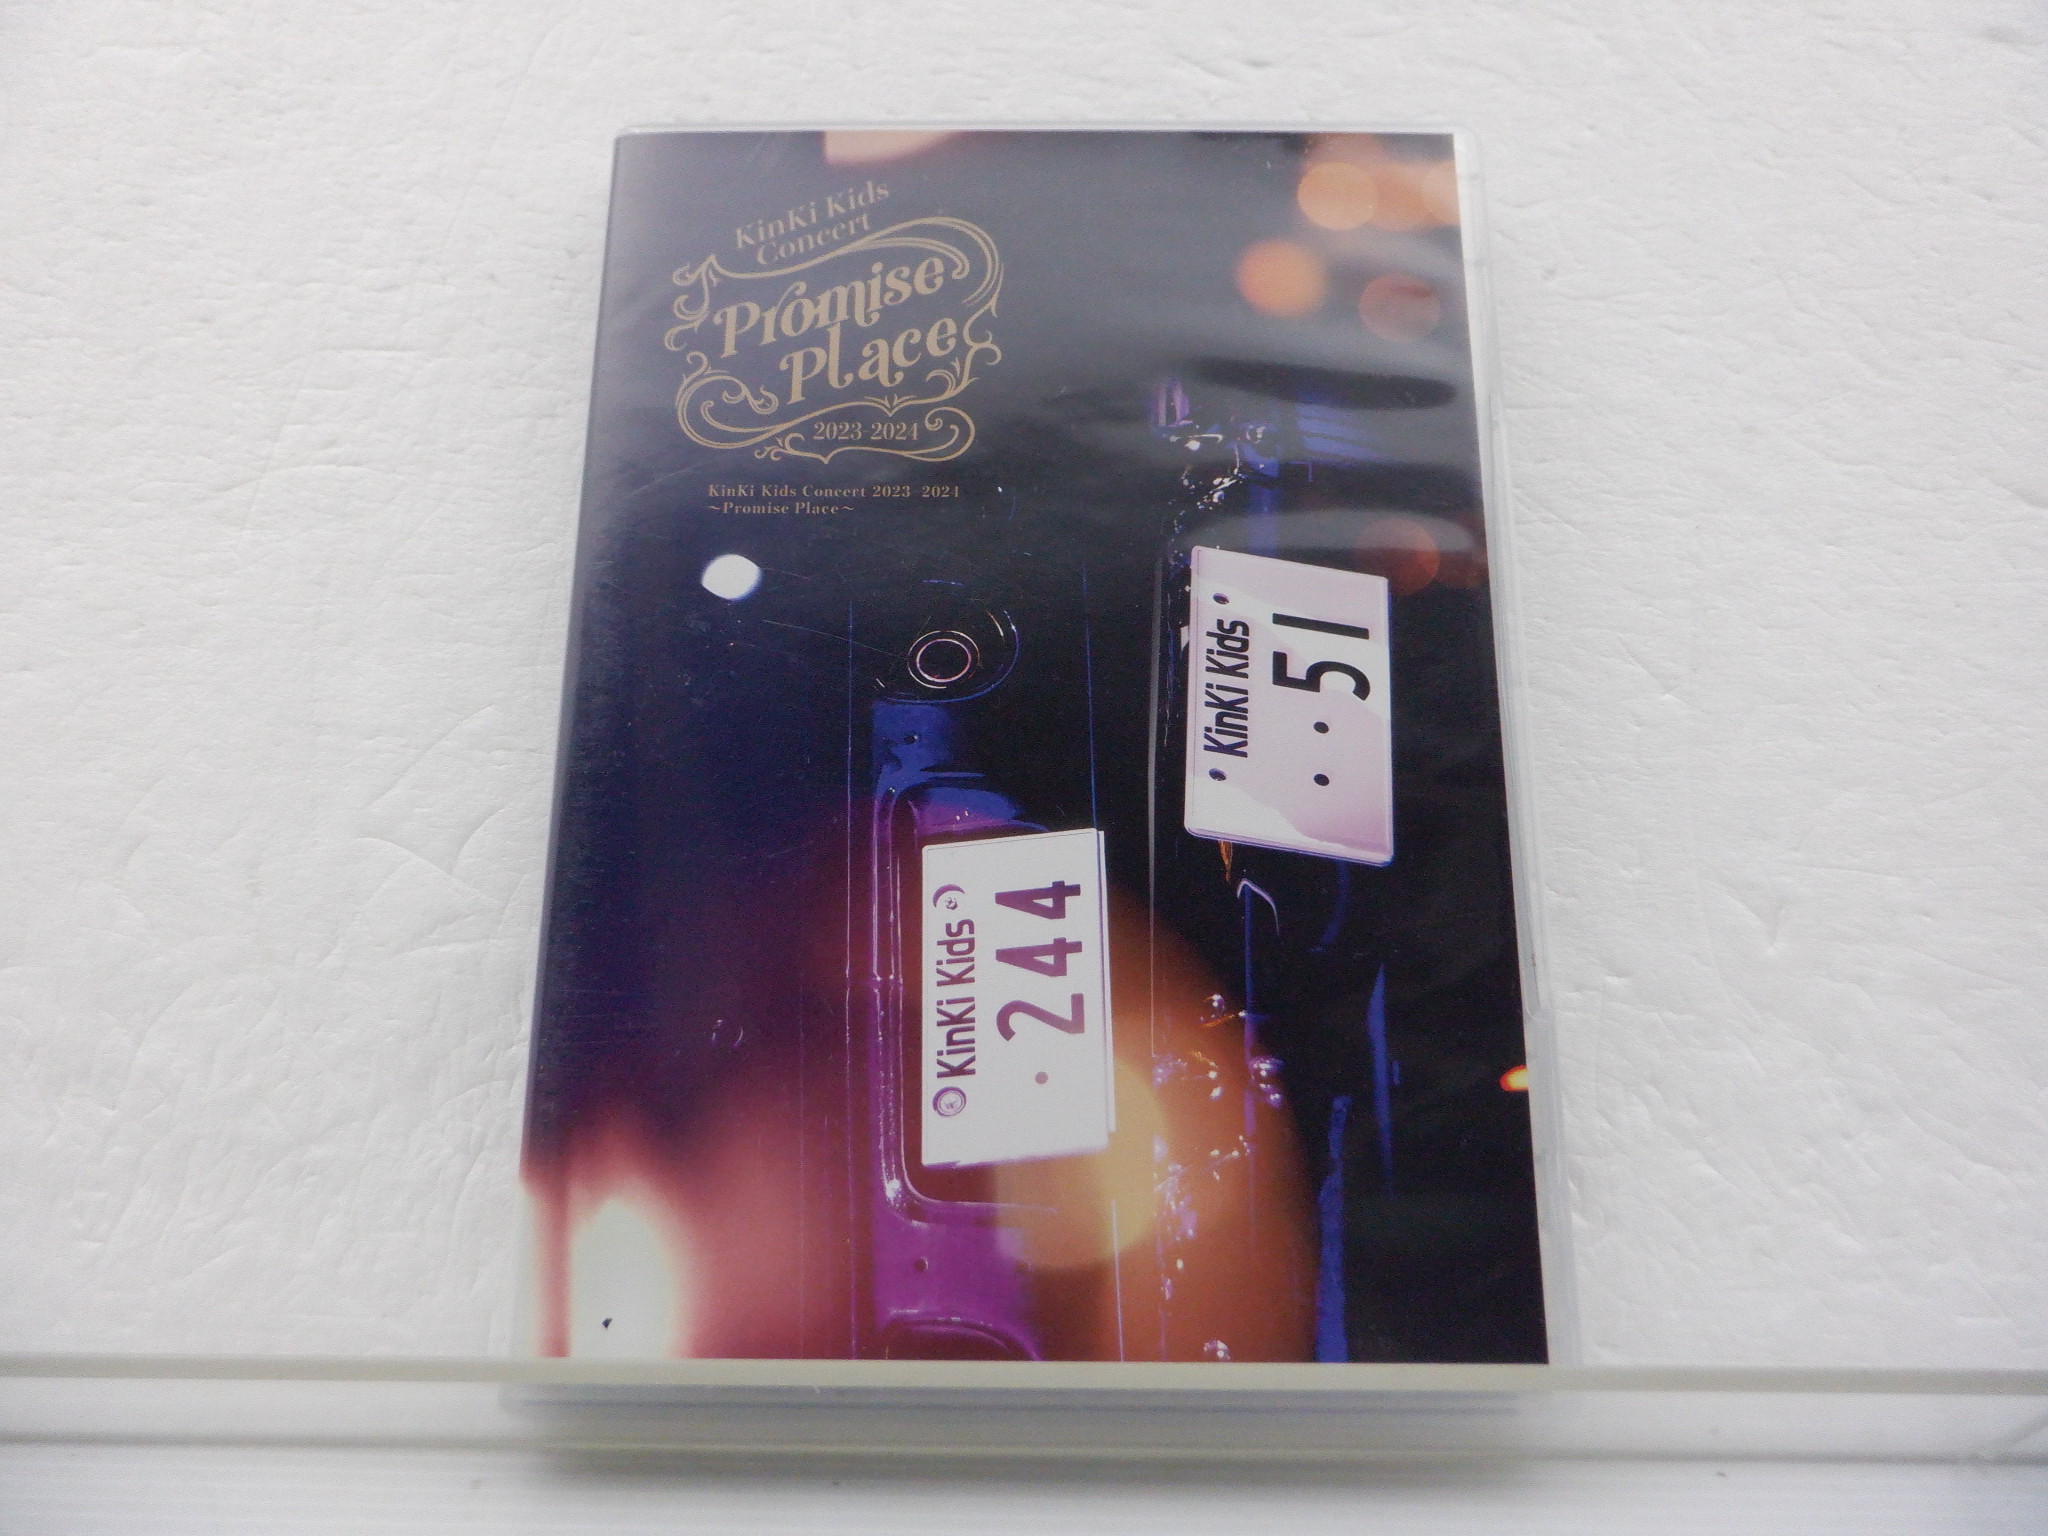 KinKi Kids
Concert
Promise
Place
2023-2024
KinKi Kids Concert 2023-2024
~Promise Place~
KinKi Kids
··51
KinKi Kids
·244